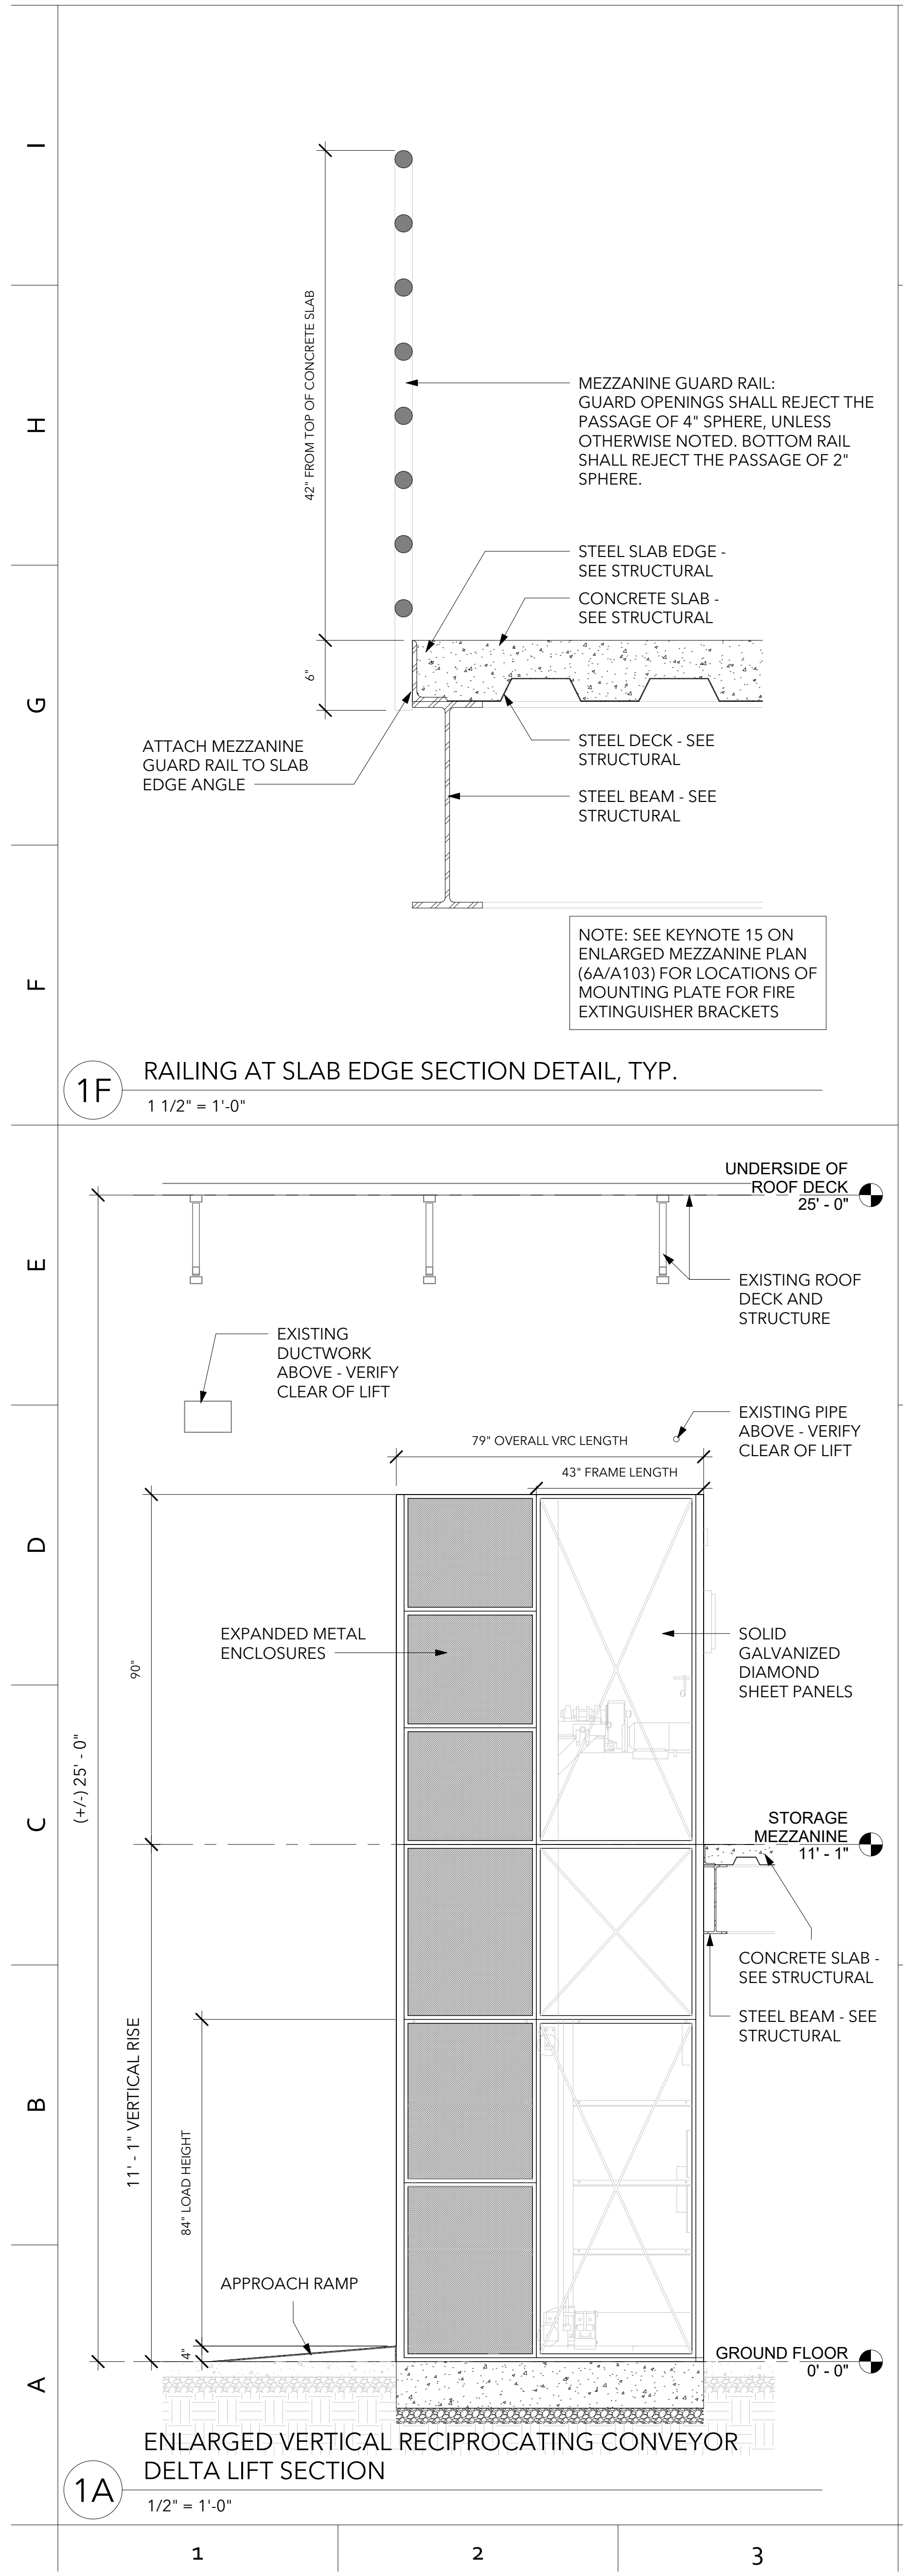 I
H
G
F
E
D
C
B
A
42" FROM TOP OF CONCRETE SLAB
6"
MEZZANINE GUARD RAIL:
GUARD OPENINGS SHALL REJECT THE
PASSAGE OF 4" SPHERE, UNLESS
OTHERWISE NOTED. BOTTOM RAIL
SHALL REJECT THE PASSAGE OF 2"
SPHERE.
STEEL SLAB EDGE -
SEE STRUCTURAL
CONCRETE SLAB -
SEE STRUCTURAL
ATTACH MEZZANINE
GUARD RAIL TO SLAB
EDGE ANGLE
STEEL DECK - SEE
STRUCTURAL
STEEL BEAM - SEE
STRUCTURAL
NOTE: SEE KEYNOTE 15 ON
ENLARGED MEZZANINE PLAN
(6A/A103) FOR LOCATIONS OF
MOUNTING PLATE FOR FIRE
EXTINGUISHER BRACKETS
1F
RAILING AT SLAB EDGE SECTION DETAIL, TYP.
1 1/2" = 1'-0"
UNDERSIDE OF
ROOF DECK
25' - 0"
EXISTING ROOF
DECK AND
STRUCTURE
EXISTING
DUCTWORK
ABOVE - VERIFY
CLEAR OF LIFT
EXISTING PIPE
ABOVE - VERIFY
CLEAR OF LIFT
79" OVERALL VRC LENGTH
43" FRAME LENGTH
EXPANDED METAL
ENCLOSURES
SOLID
GALVANIZED
DIAMOND
SHEET PANELS
90"
(+/-) 25' - 0"
STORAGE
MEZZANINE
11' - 1"
CONCRETE SLAB -
SEE STRUCTURAL
STEEL BEAM - SEE
STRUCTURAL
11' - 1" VERTICAL RISE
84" LOAD HEIGHT
APPROACH RAMP
4"
GROUND FLOOR
0' - 0"
1A
ENLARGED VERTICAL RECIPROCATING CONVEYOR
DELTA LIFT SECTION
1/2" = 1'-0"
1
2
3